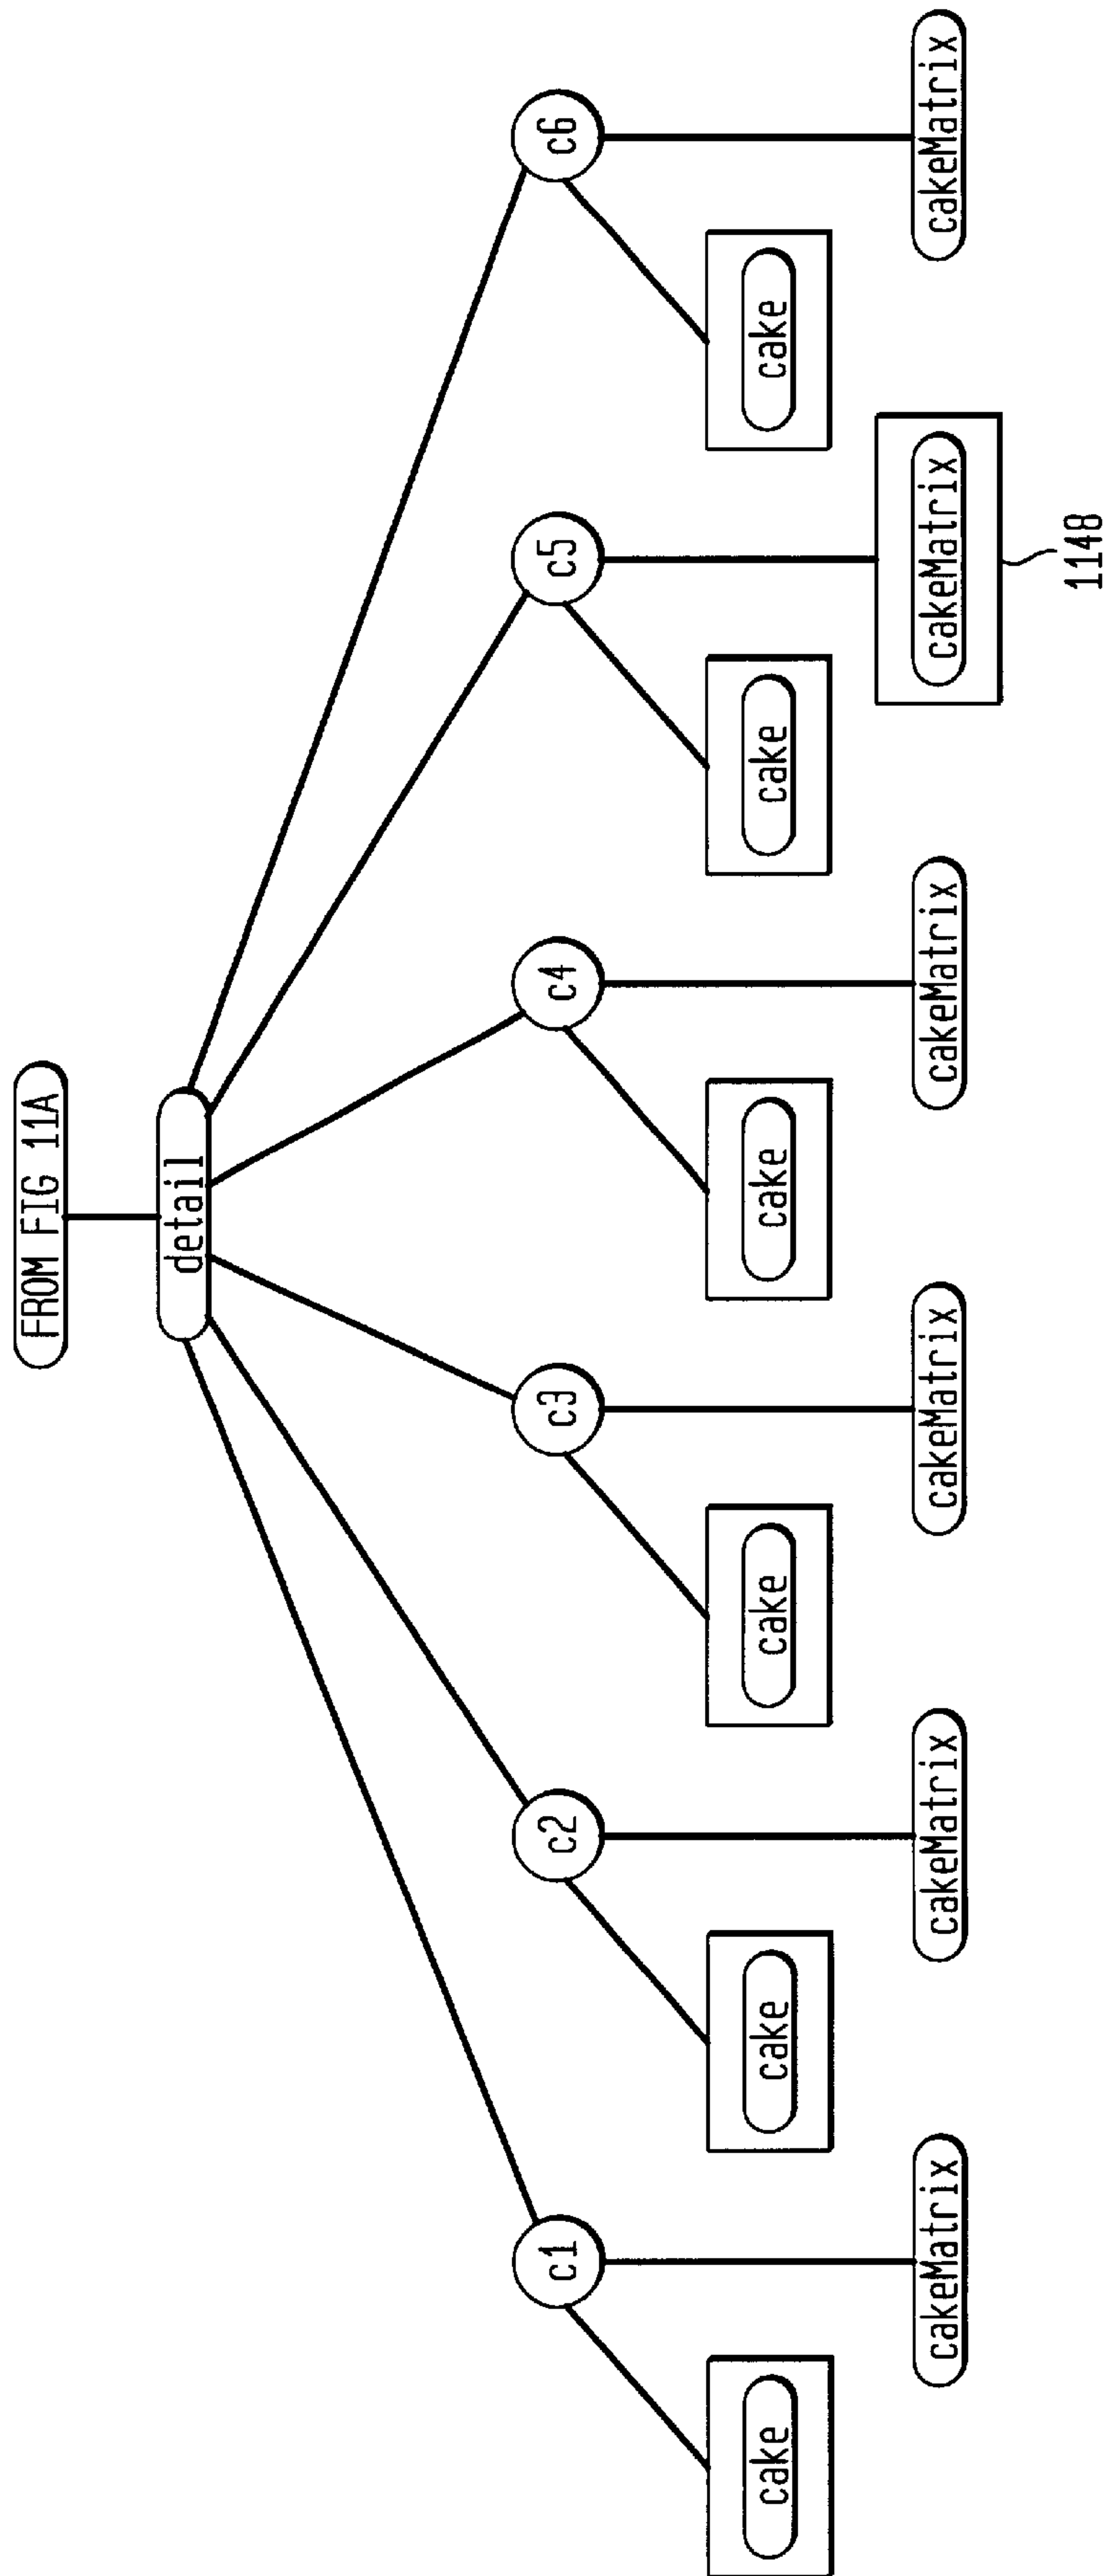 FROM FIG 11A
detail
c1
c2
c3
c4
c5
c6
cake
cake
cake
cake
cake
cake
cakeMatrix
cakeMatrix
cakeMatrix
cakeMatrix
cakeMatrix
cakeMatrix
1148